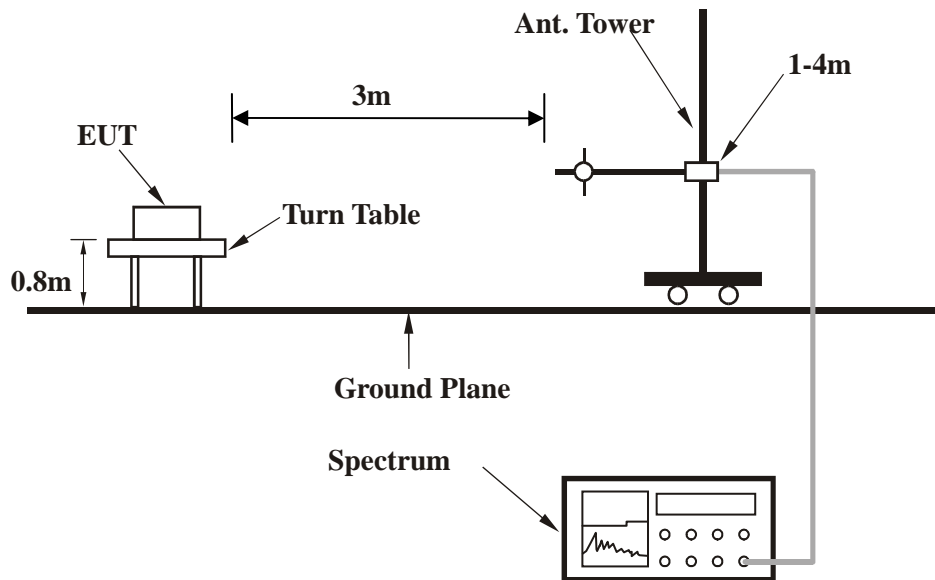 Ant. Tower
1-4m
3m
EUT
Turn Table
0.8m
Ground Plane
Spectrum